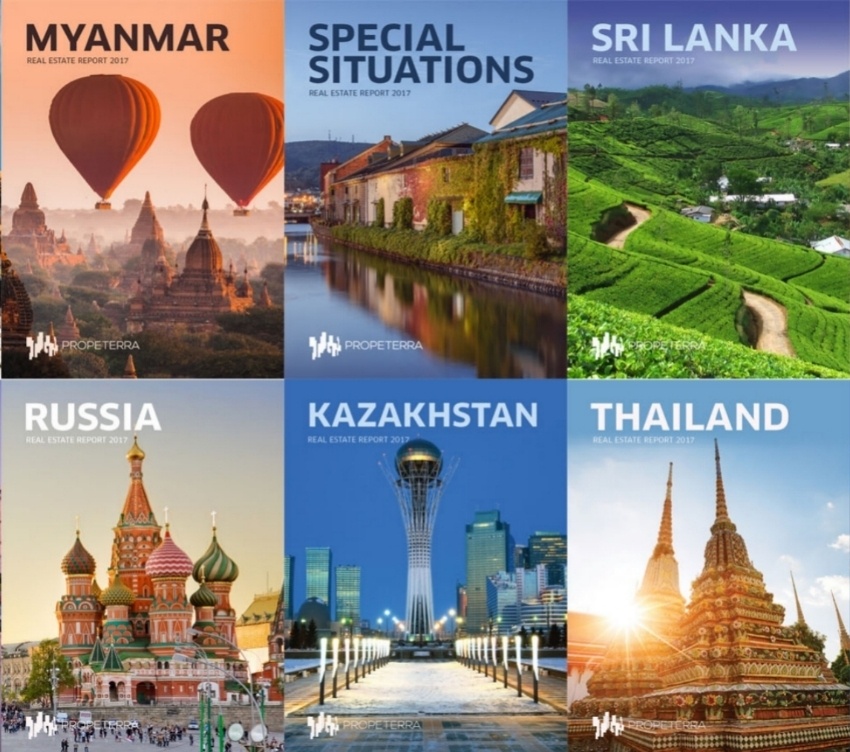 MYANMAR
REAL ESTATE REPORT 2017
PROPETERRA
SPECIAL
SITUATIONS
REAL ESTATE REPORT 2017
PROPETERRA
SRI LANKA
REAL ESTATE REPORT 2017
PROPETERRA
RUSSIA
REAL ESTATE REPORT 2017
PROPETERRA
KAZAKHSTAN
REAL ESTATE REPORT 2017
PROPETERRA
THAILAND
REAL ESTATE REPORT 2017
PROPETERRA